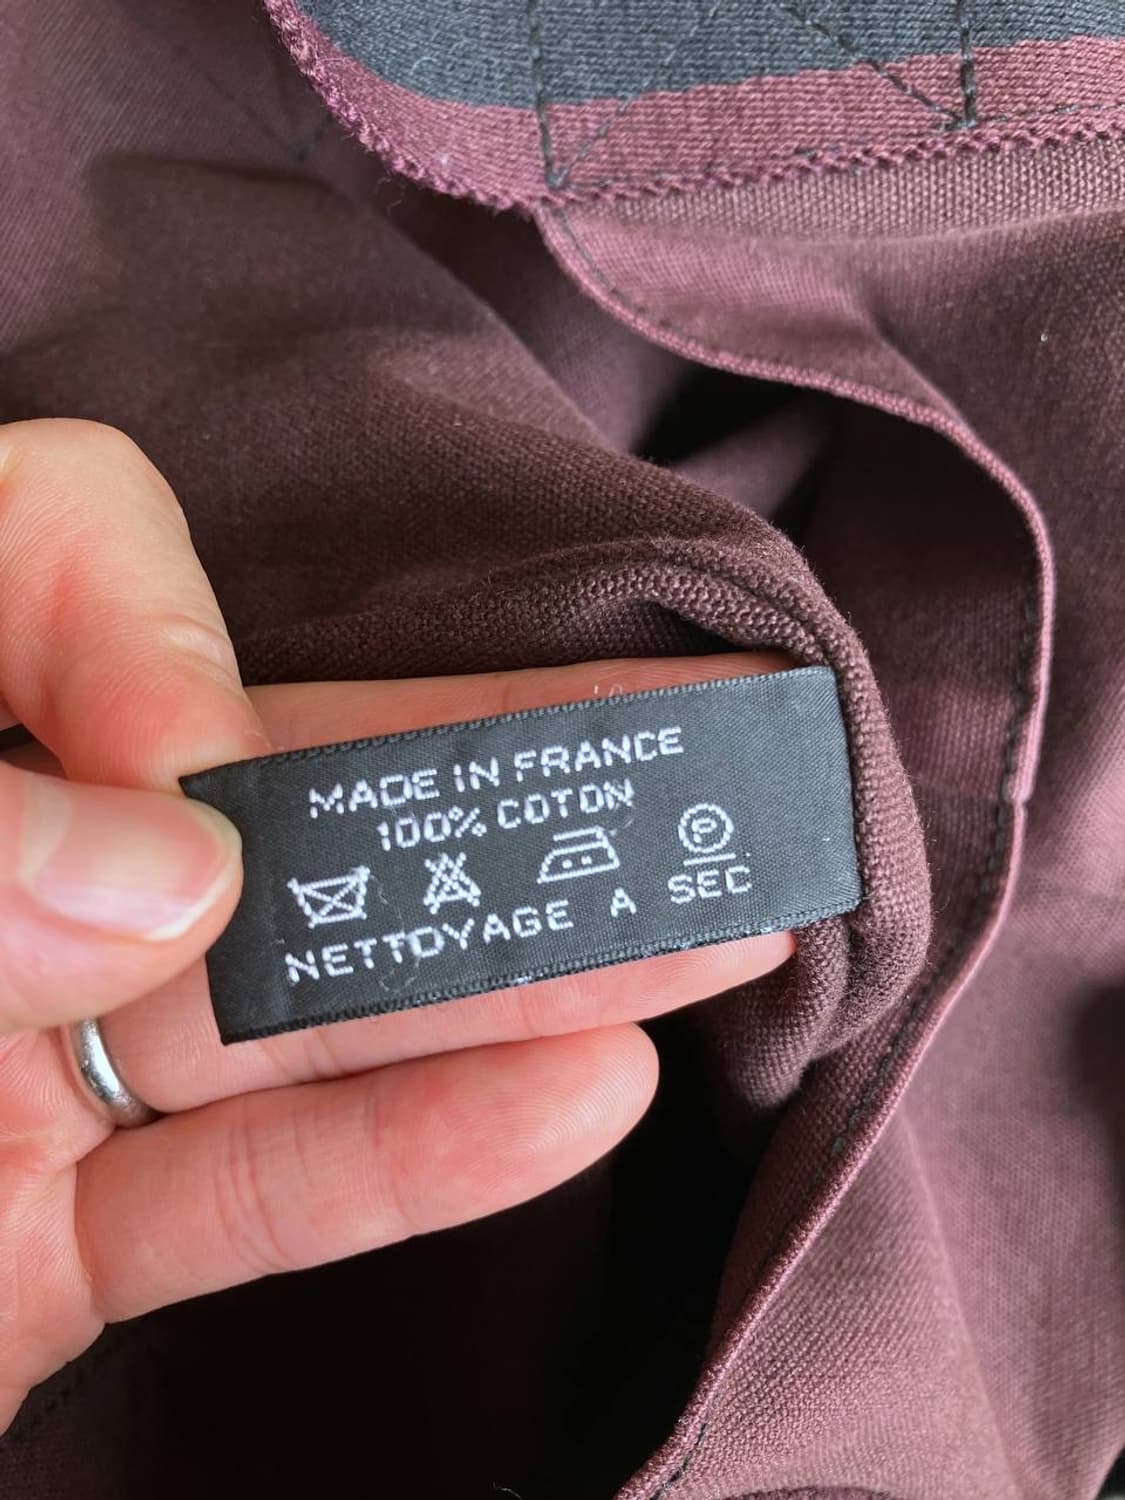 MADE IN FRANCE
100% COTON
P
NETTOYAGE A SEC